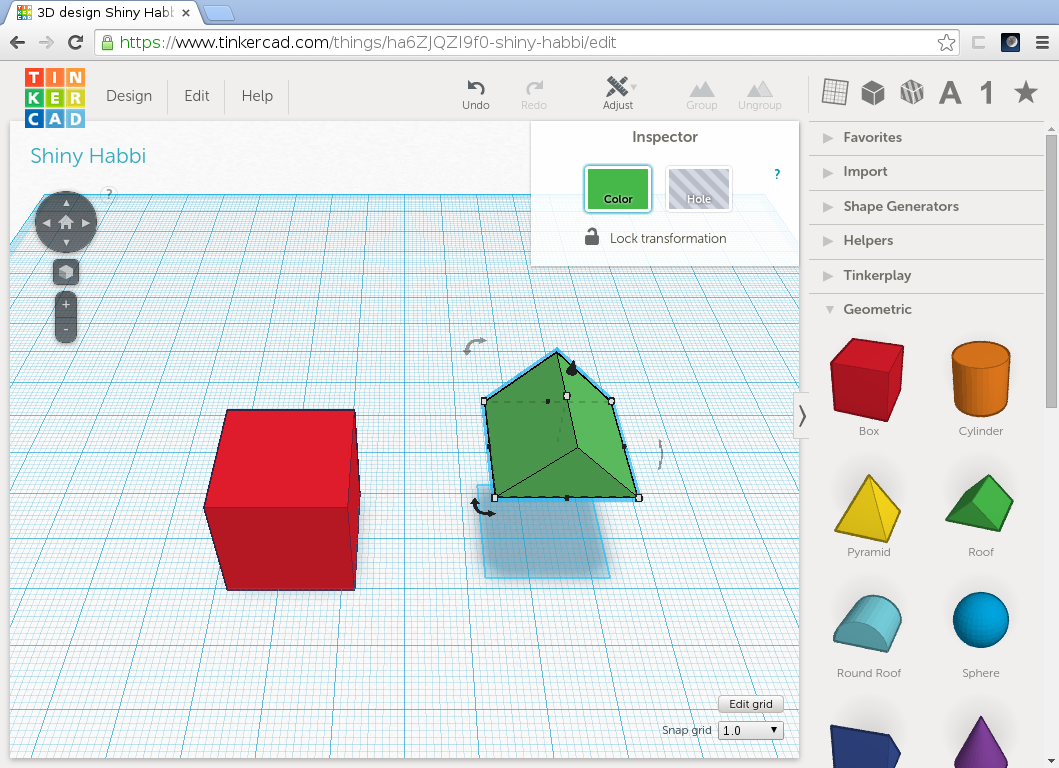 3D design Shiny Habb
https://www.tinkercad.com/things/ha6ZJQZI9f0-shiny-habbi/edit
TIN
KER
CAD
Design
Edit
Help
Undo
Redo
Adjust
Group
Ungroup
A
1
Shiny Habbi
?
+
-
Inspector
Color
Hole
?
Lock transformation
Favorites
Import
Shape Generators
Helpers
Tinkerplay
Geometric
Box
Cylinder
Pyramid
Roof
Round Roof
Sphere
Edit grid
Snap grid 1.0